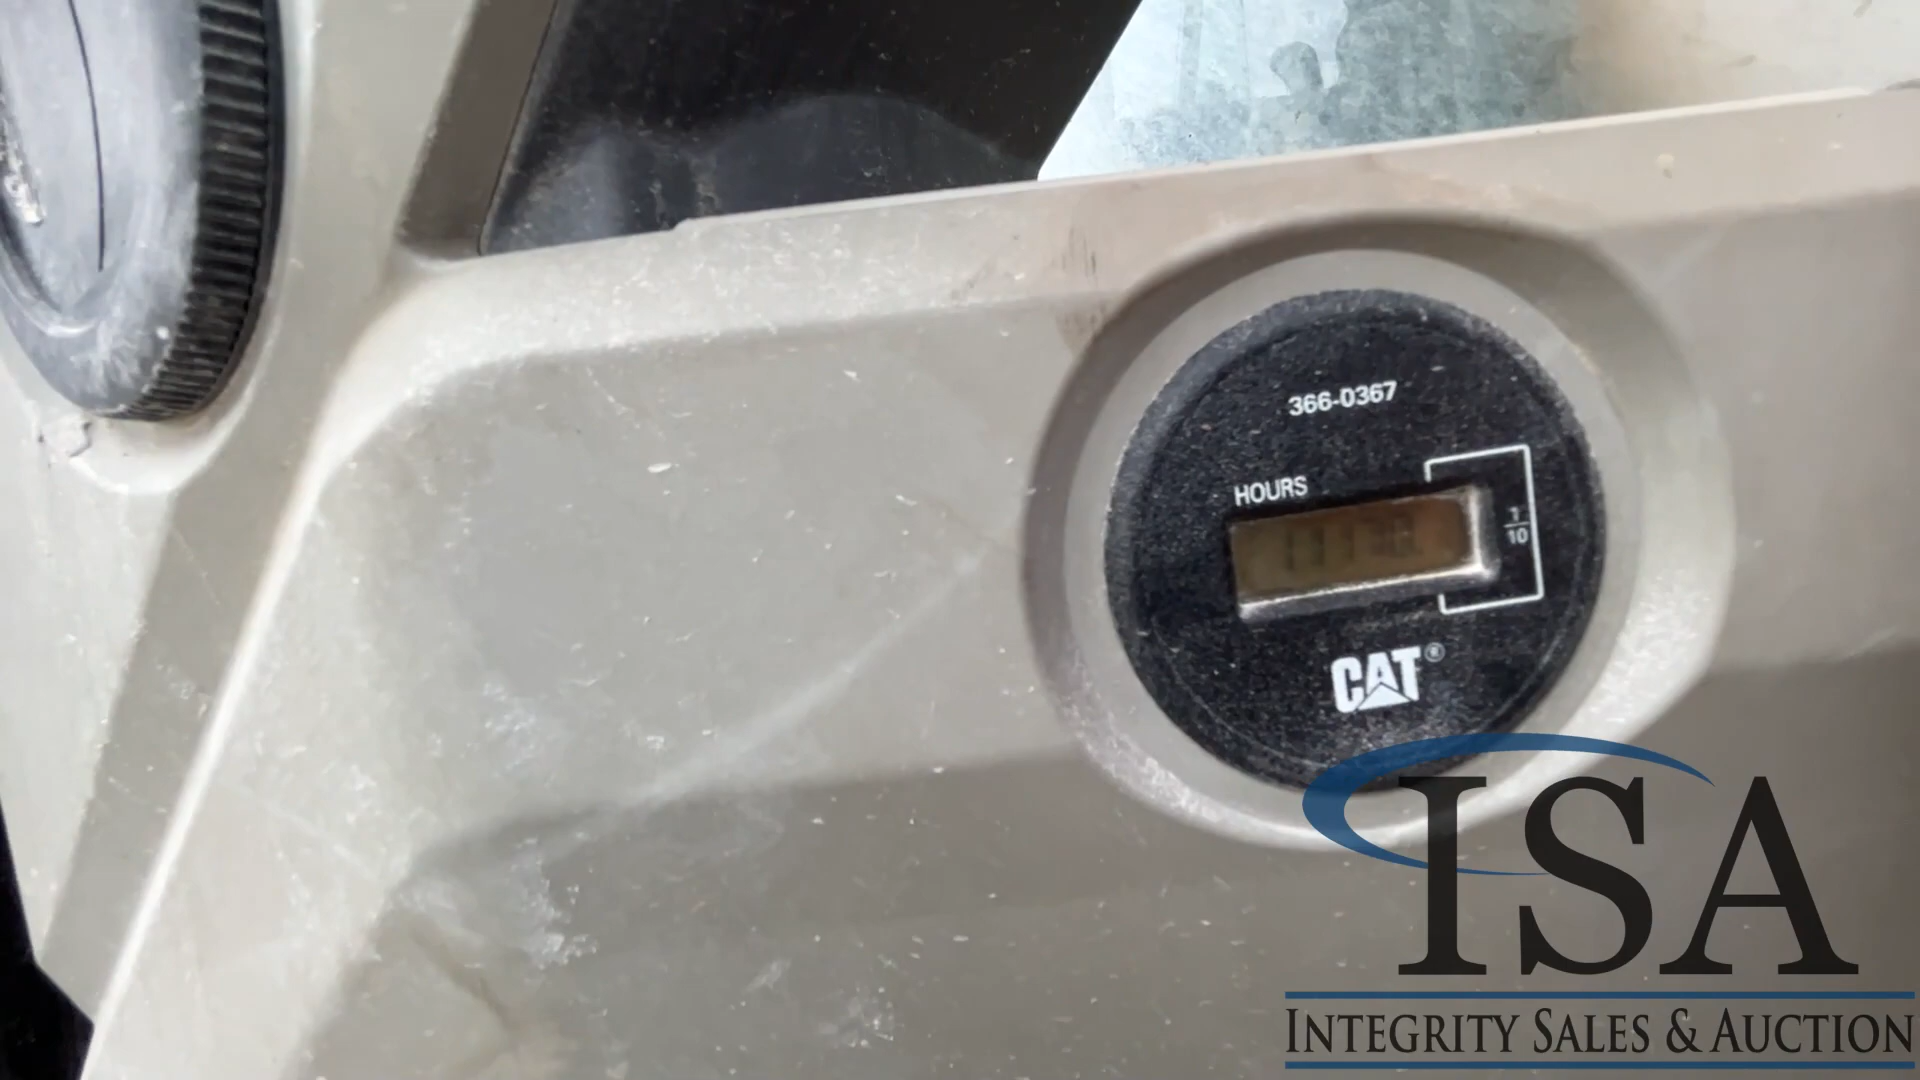 366-0367
HOURS
1
10
CAT®
ISA
INTEGRITY SALES & AUCTION